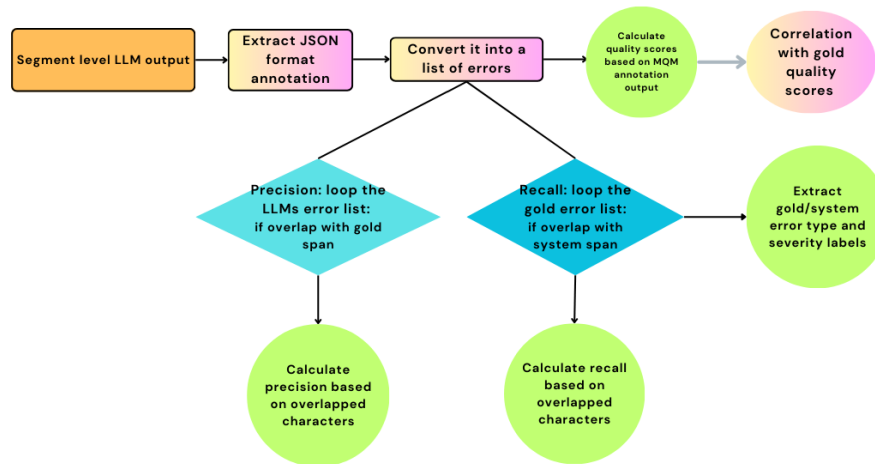 Segment level LLM output
Extract JSON
format
annotation
Convert it into a
list of errors
Calculate
quality scores
based on MQM
annotation
output
Correlation
with gold
quality
scores
Precision: loop the
LLMs error list:
if overlap with gold
span
Recall: loop the
gold error list:
if overlap with
system span
Extract
gold/system
error type and
severity labels
Calculate
precision based
on overlapped
characters
Calculate recall
based on
overlapped
characters